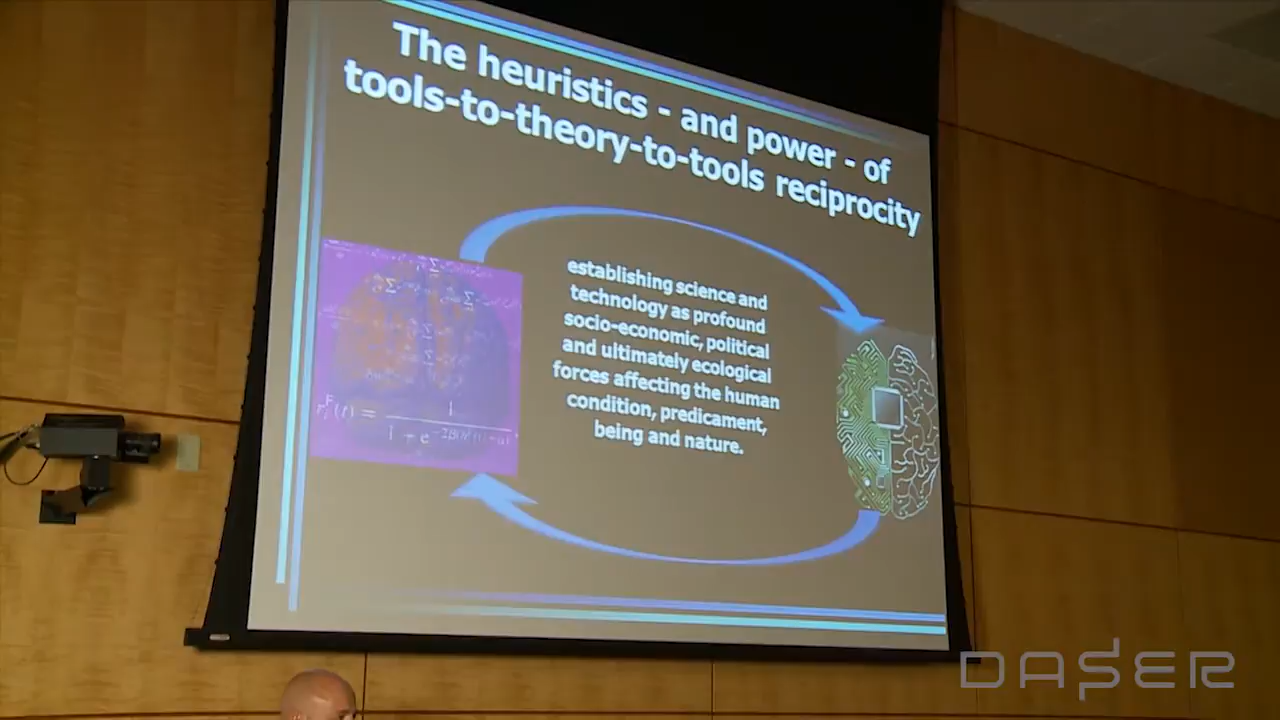 The heuristics - and power - of
tools-to-theory-to-tools reciprocity
establishing science and
technology as profound
socio-economic, political
and ultimately ecological
forces affecting the human
condition, predicament,
being and nature.
DASER